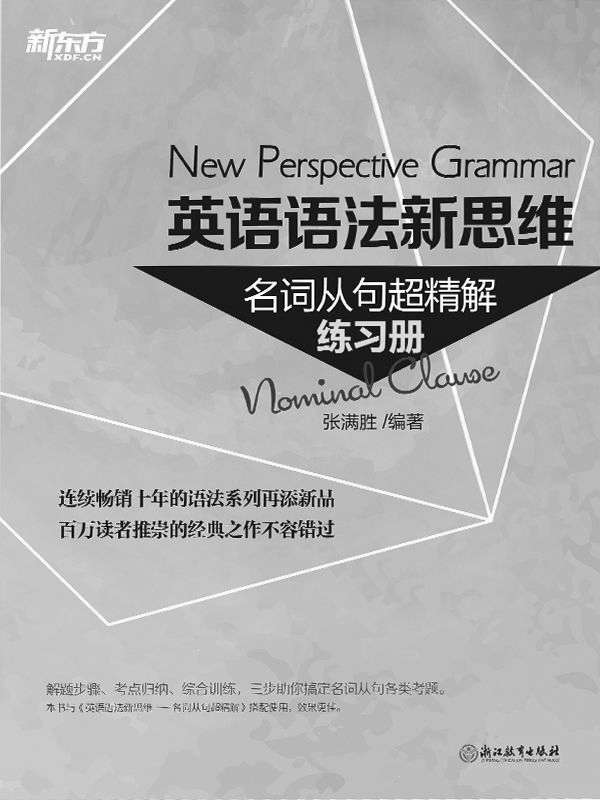 新东方
XDF.CN
New Perspective Grammar
英语语法新思维
名词从句超精解
练习册
Nominal Clause
张满胜 /编著
连续畅销十年的语法系列再添新品
百万读者推崇的经典之作不容错过
解题步骤、考点归纳、综合训练，三步助你搞定名词从句各类考题。
本书与《英语语法新思维——名词从句超精解》搭配使用，效果更佳。
浙江教育出版社